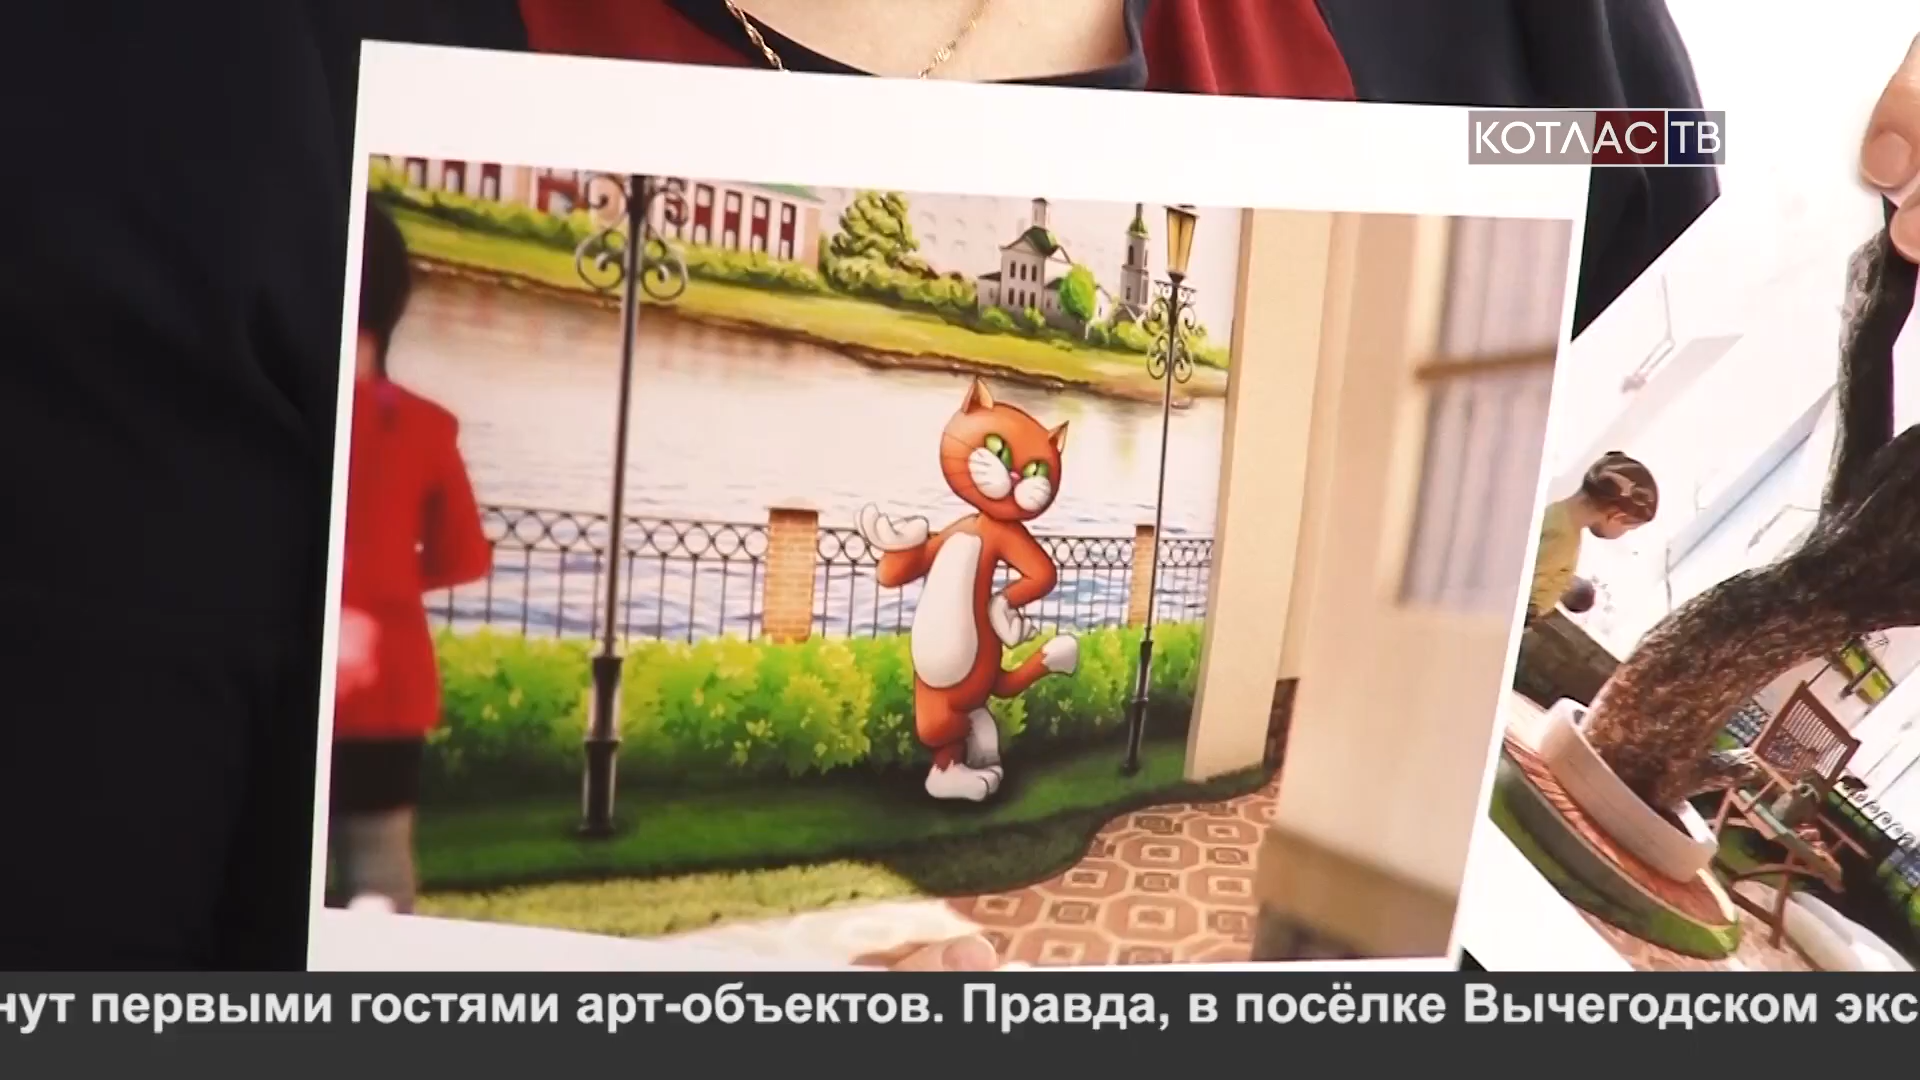 КОТЛАС ТВ
нут первыми гостями арт-объектов. Правда, в посёлке Вычегодском экс